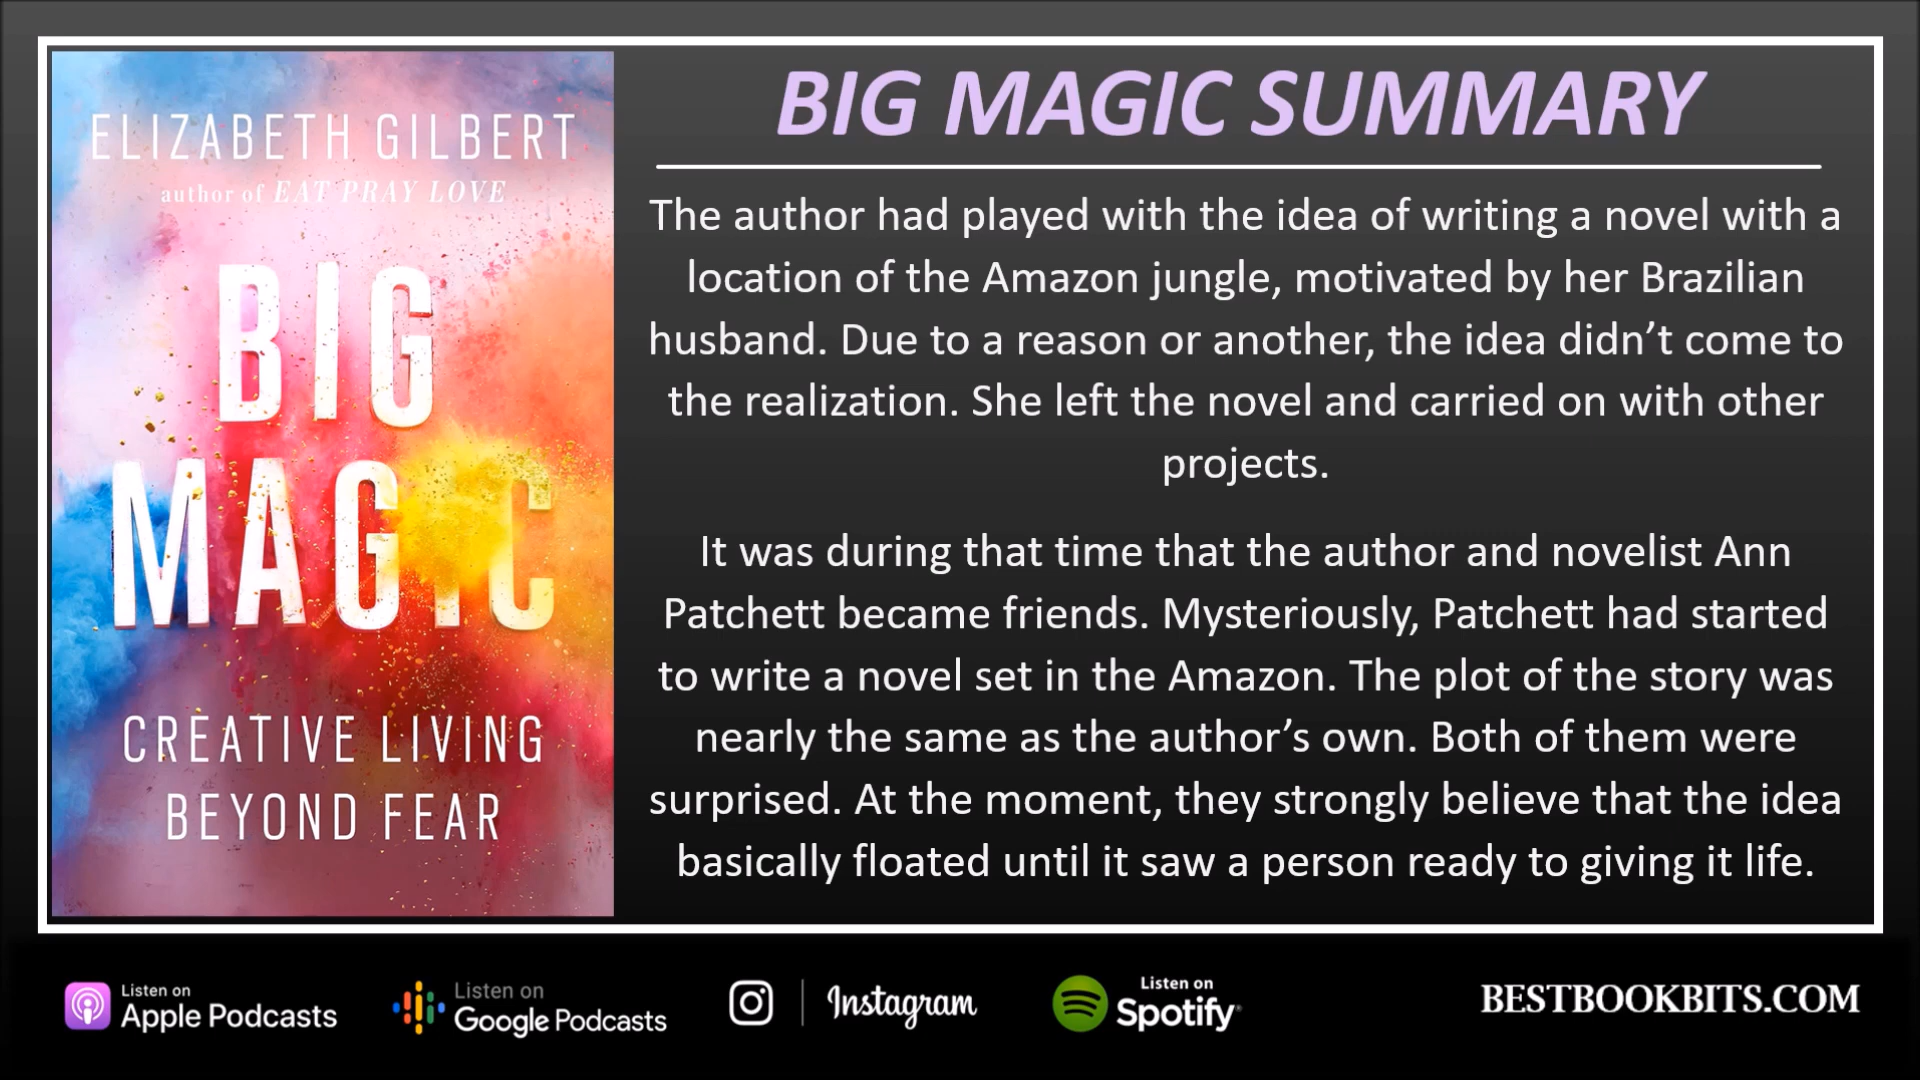 ELIZABETH GILBERT
author of EAT PRAY LOVE
BIG
MAGIC
CREATIVE LIVING
BEYOND FEAR
BIG MAGIC SUMMARY
The author had played with the idea of writing a novel with a
location of the Amazon jungle, motivated by her Brazilian
husband. Due to a reason or another, the idea didn’t come to
the realization. She left the novel and carried on with other
projects.
It was during that time that the author and novelist Ann
Patchett became friends. Mysteriously, Patchett had started
to write a novel set in the Amazon. The plot of the story was
nearly the same as the author’s own. Both of them were
surprised. At the moment, they strongly believe that the idea
basically floated until it saw a person ready to giving it life.
Listen on
Apple Podcasts
Listen on
Google Podcasts
Instagram
Listen on
Spotify
BESTBOOKBITS.COM